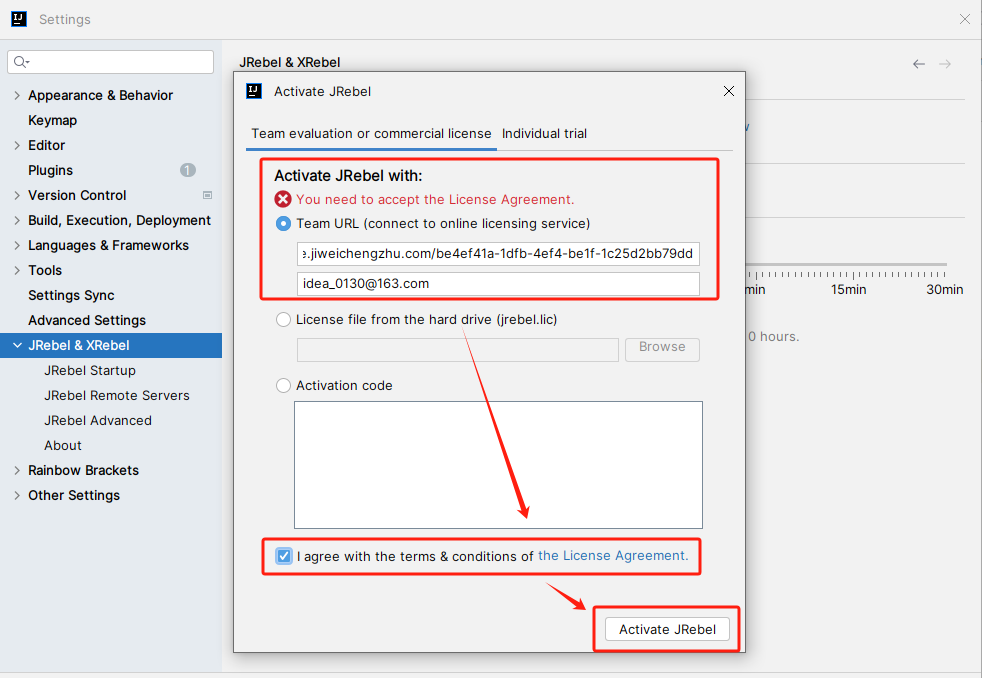 Settings
JRebel & XRebel
Appearance & Behavior
Keymap
Editor
Plugins
1
Version Control
Build, Execution, Deployment
Languages & Frameworks
Tools
Settings Sync
Advanced Settings
JRebel & XRebel
JRebel Startup
JRebel Remote Servers
JRebel Advanced
About
Rainbow Brackets
Other Settings
IJ
Activate JRebel
Team evaluation or commercial license
Individual trial
Activate JRebel with:
You need to accept the License Agreement.
Team URL (connect to online licensing service)
e.jiweichengzhu.com/be4ef41a-1dfb-4ef4-be1f-1c25d2bb79dd
idea_0130@163.com
License file from the hard drive (jrebel.lic)
Browse
Activation code
I agree with the terms & conditions of the License Agreement.
Activate JRebel
min
15min
30min
0 hours.